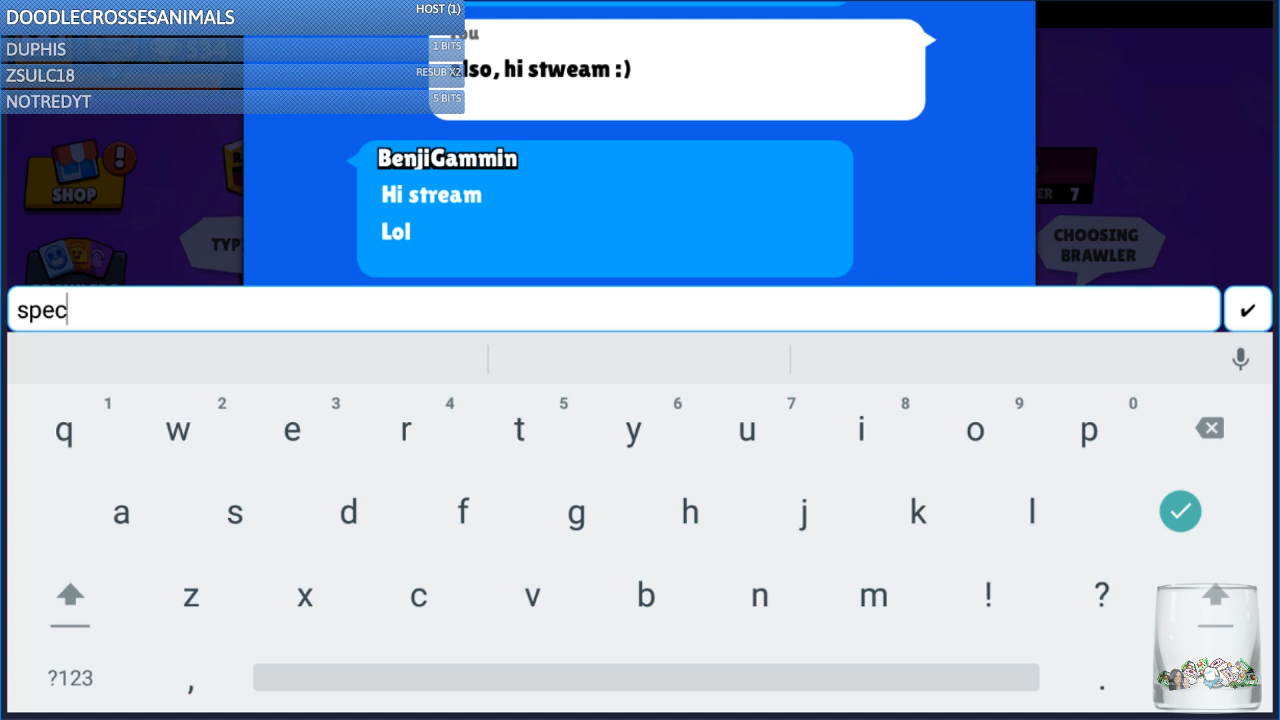 DOODLECROSSESANIMALS
HOST (1)
DUPHIS
1 BITS
ZSULC18
RESUB X2
NOTREDYT
5 BITS
lso, hi stweam :)
BenjiGammin
Hi stream
Lol
SHOP
7
TYP
CHOOSING
BRAWLER
spec
1 2 3 4 5 6 7 8 9 0
q w e r t y u i o p
a s d f g h j k l
z x c v b n m ! ?
?123 , .